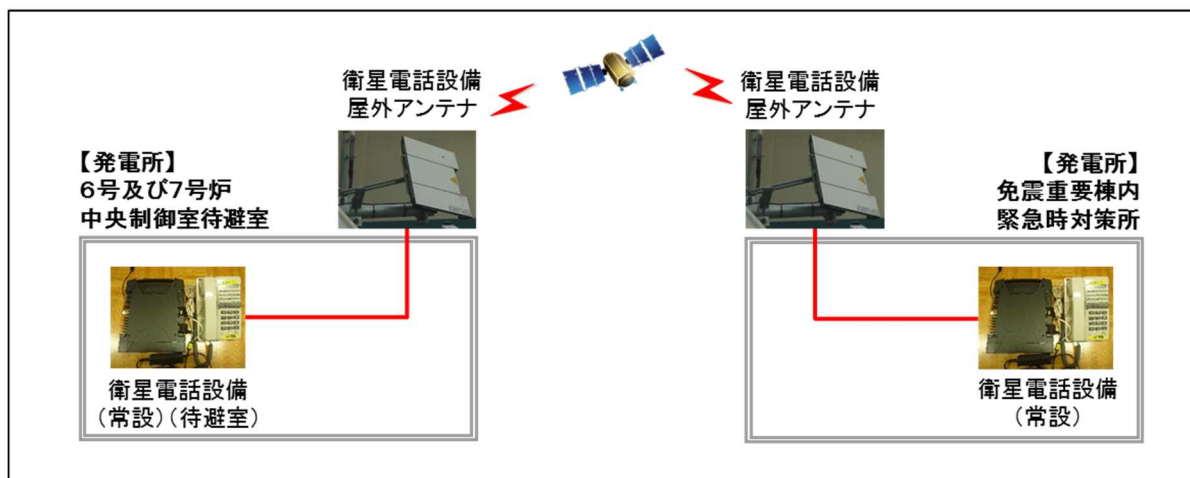 衛星電話設備
屋外アンテナ
衛星電話設備
屋外アンテナ
【発電所】
6号及び7号炉
中央制御室待避室
【発電所】
免震重要棟内
緊急時対策所
衛星電話設備
(常設)(待避室)
衛星電話設備
(常設)